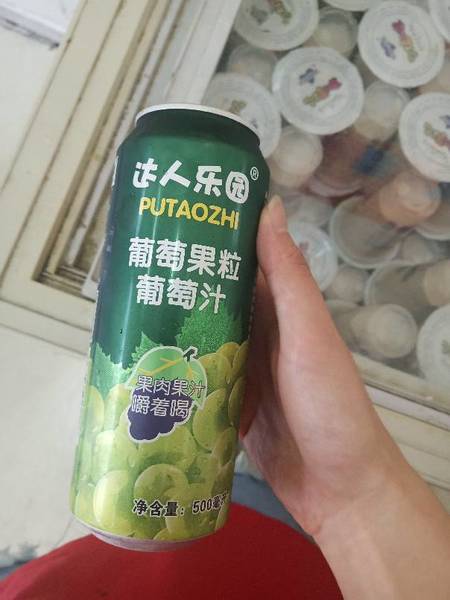 达人乐园®
PUTAOZHI
葡萄果粒
葡萄汁
果肉果汁
嚼着喝
净含量：500毫升